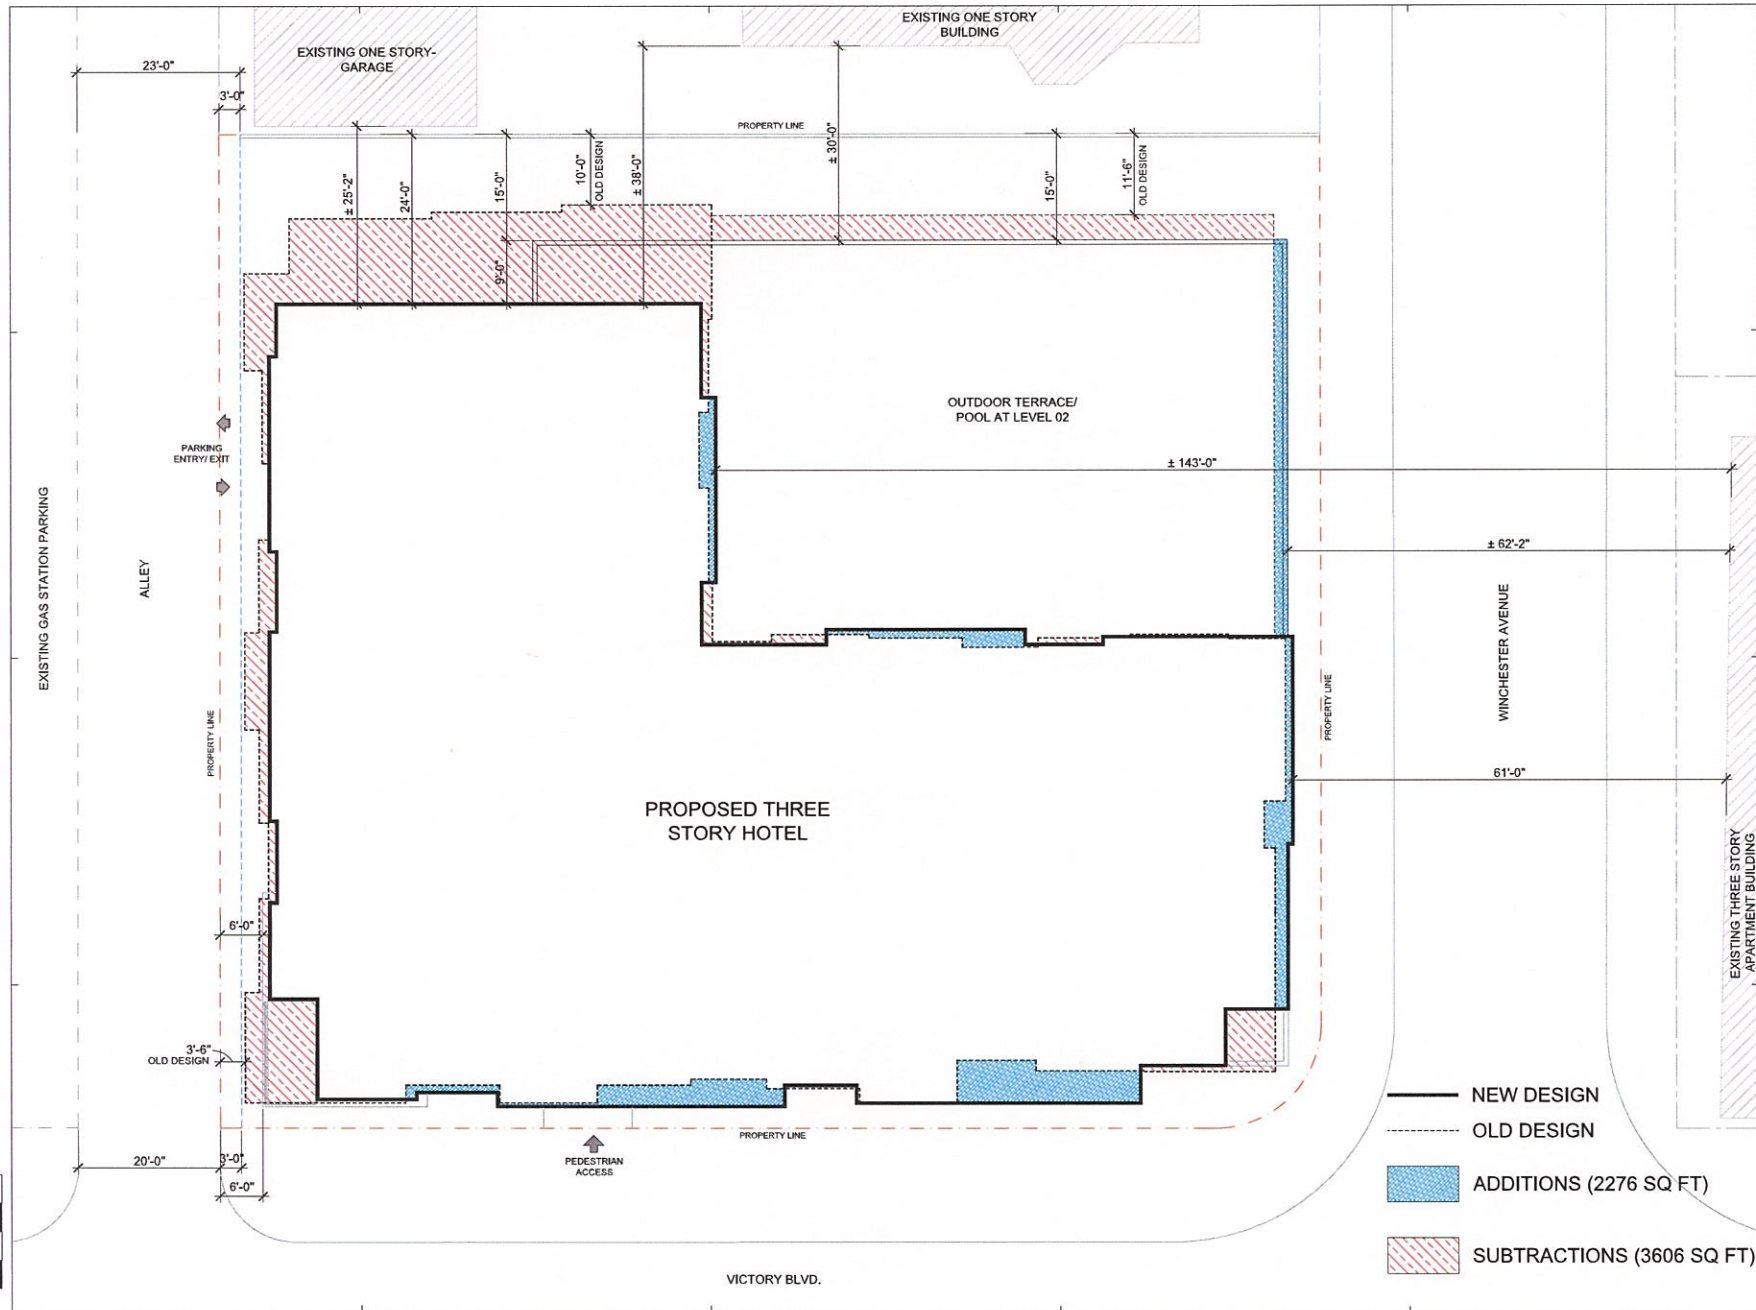 EXISTING ONE STORY
BUILDING
EXISTING ONE STORY-
GARAGE
23'-0"
3'-0"
PROPERTY LINE
± 25'-2"
24'-0"
15'-0"
10'-0"
OLD DESIGN
± 38'-0"
± 30'-0"
15'-0"
11'-6"
OLD DESIGN
9'-0"
OUTDOOR TERRACE/
POOL AT LEVEL 02
PARKING
ENTRY/ EXIT
± 143'-0"
± 62'-2"
EXISTING GAS STATION PARKING
ALLEY
WINCHESTER AVENUE
PROPERTY LINE
PROPERTY LINE
61'-0"
PROPOSED THREE
STORY HOTEL
EXISTING THREE STORY
APARTMENT BUILDING
6'-0"
3'-6"
OLD DESIGN
NEW DESIGN
OLD DESIGN
PROPERTY LINE
PEDESTRIAN
ACCESS
20'-0"
3'-0"
6'-0"
ADDITIONS (2276 SQ FT)
SUBTRACTIONS (3606 SQ FT)
VICTORY BLVD.